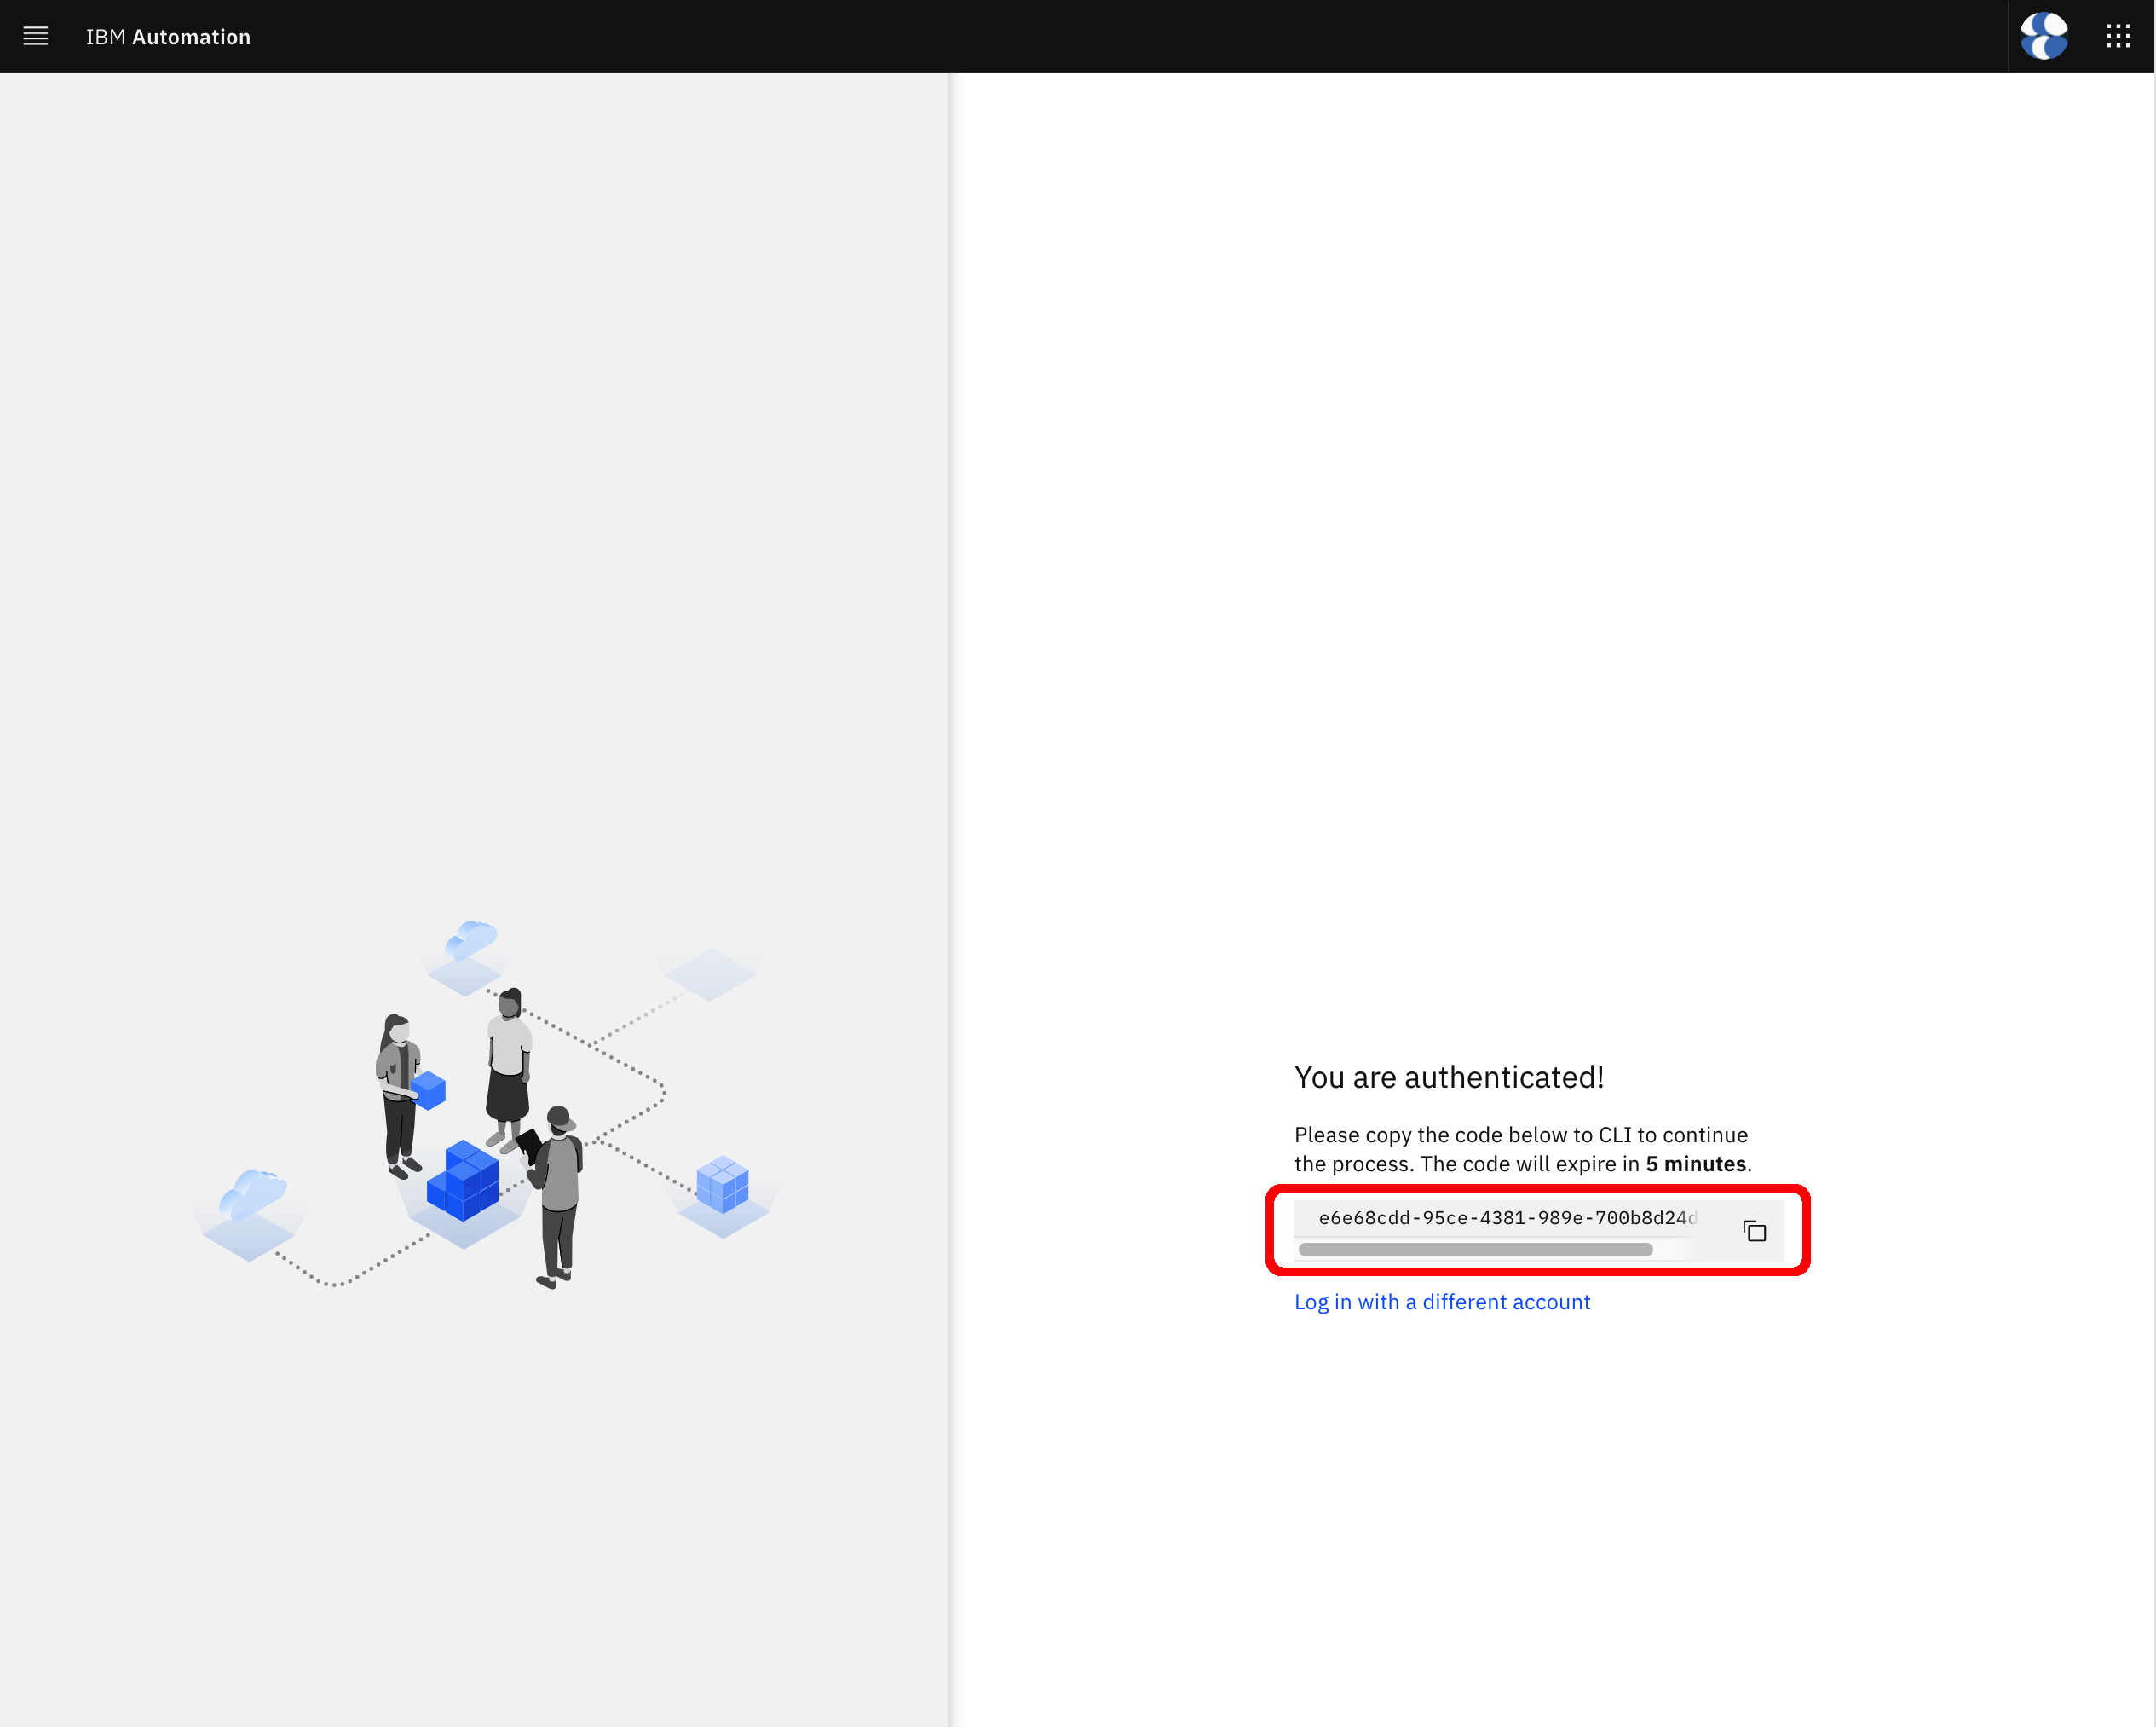 IBM Automation
You are authenticated!
Please copy the code below to CLI to continue
the process. The code will expire in 5 minutes.
e6e68cdd-95ce-4381-989e-700b8d24d
Log in with a different account